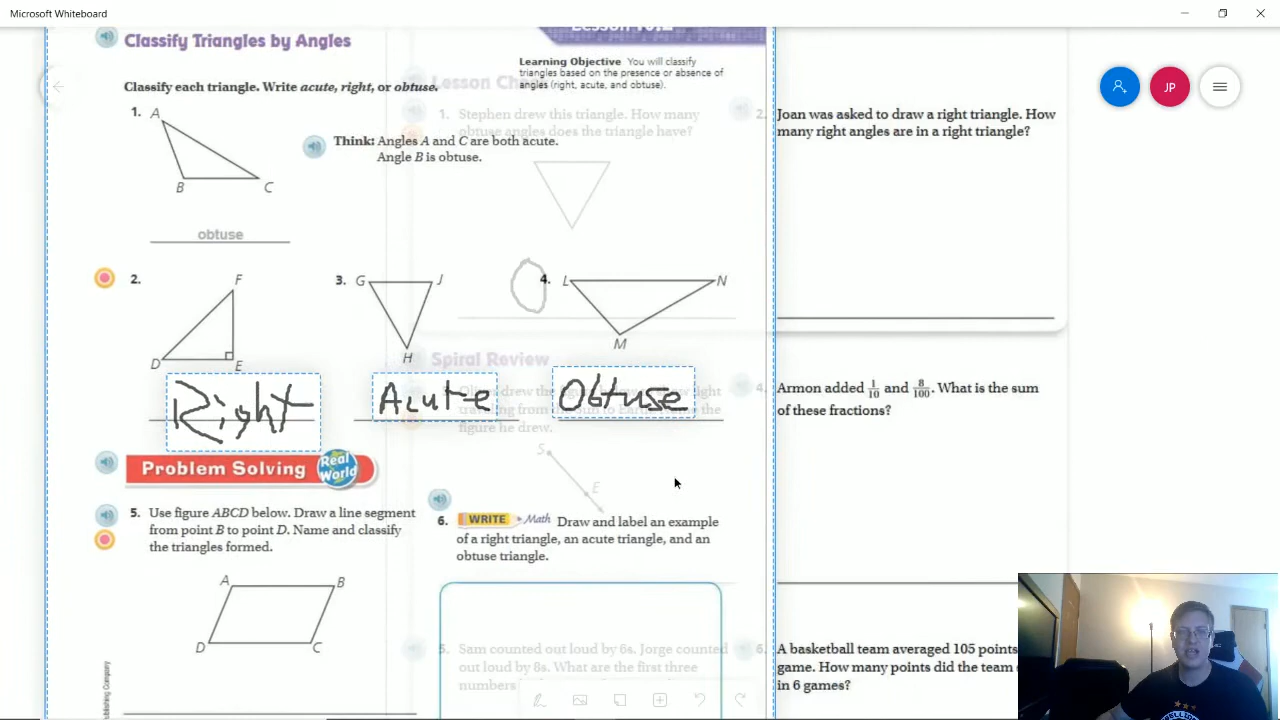 Microsoft Whiteboard
Classify Triangles by Angles
Learning Objective You will classify
triangles based on the presence or absence of
angles (right, acute, and obtuse).
Classify each triangle. Write acute, right, or obtuse.
1.
A
B
C
Think: Angles A and C are both acute.
Angle B is obtuse.
obtuse
2.
F
D
E
3.
G
J
H
4.
L
N
M
Right
Acute
Obtuse
Problem Solving
Real
World
5. Use figure ABCD below. Draw a line segment
from point B to point D. Name and classify
the triangles formed.
A
B
D
C
6. WRITE Math Draw and label an example
of a right triangle, an acute triangle, and an
obtuse triangle.
1. Stephen drew this triangle. How many
obtuse angles does the triangle have?
Spiral Review
S
E
5. Sam counted out loud by 6s. Jorge counted
out loud by 8s. What are the first three
numbers
JP
2. Joan was asked to draw a right triangle. How
many right angles are in a right triangle?
4. Armon added 1/10 and 8/100. What is the sum
of these fractions?
6. A basketball team averaged 105 points
game. How many points did the team
in 6 games?